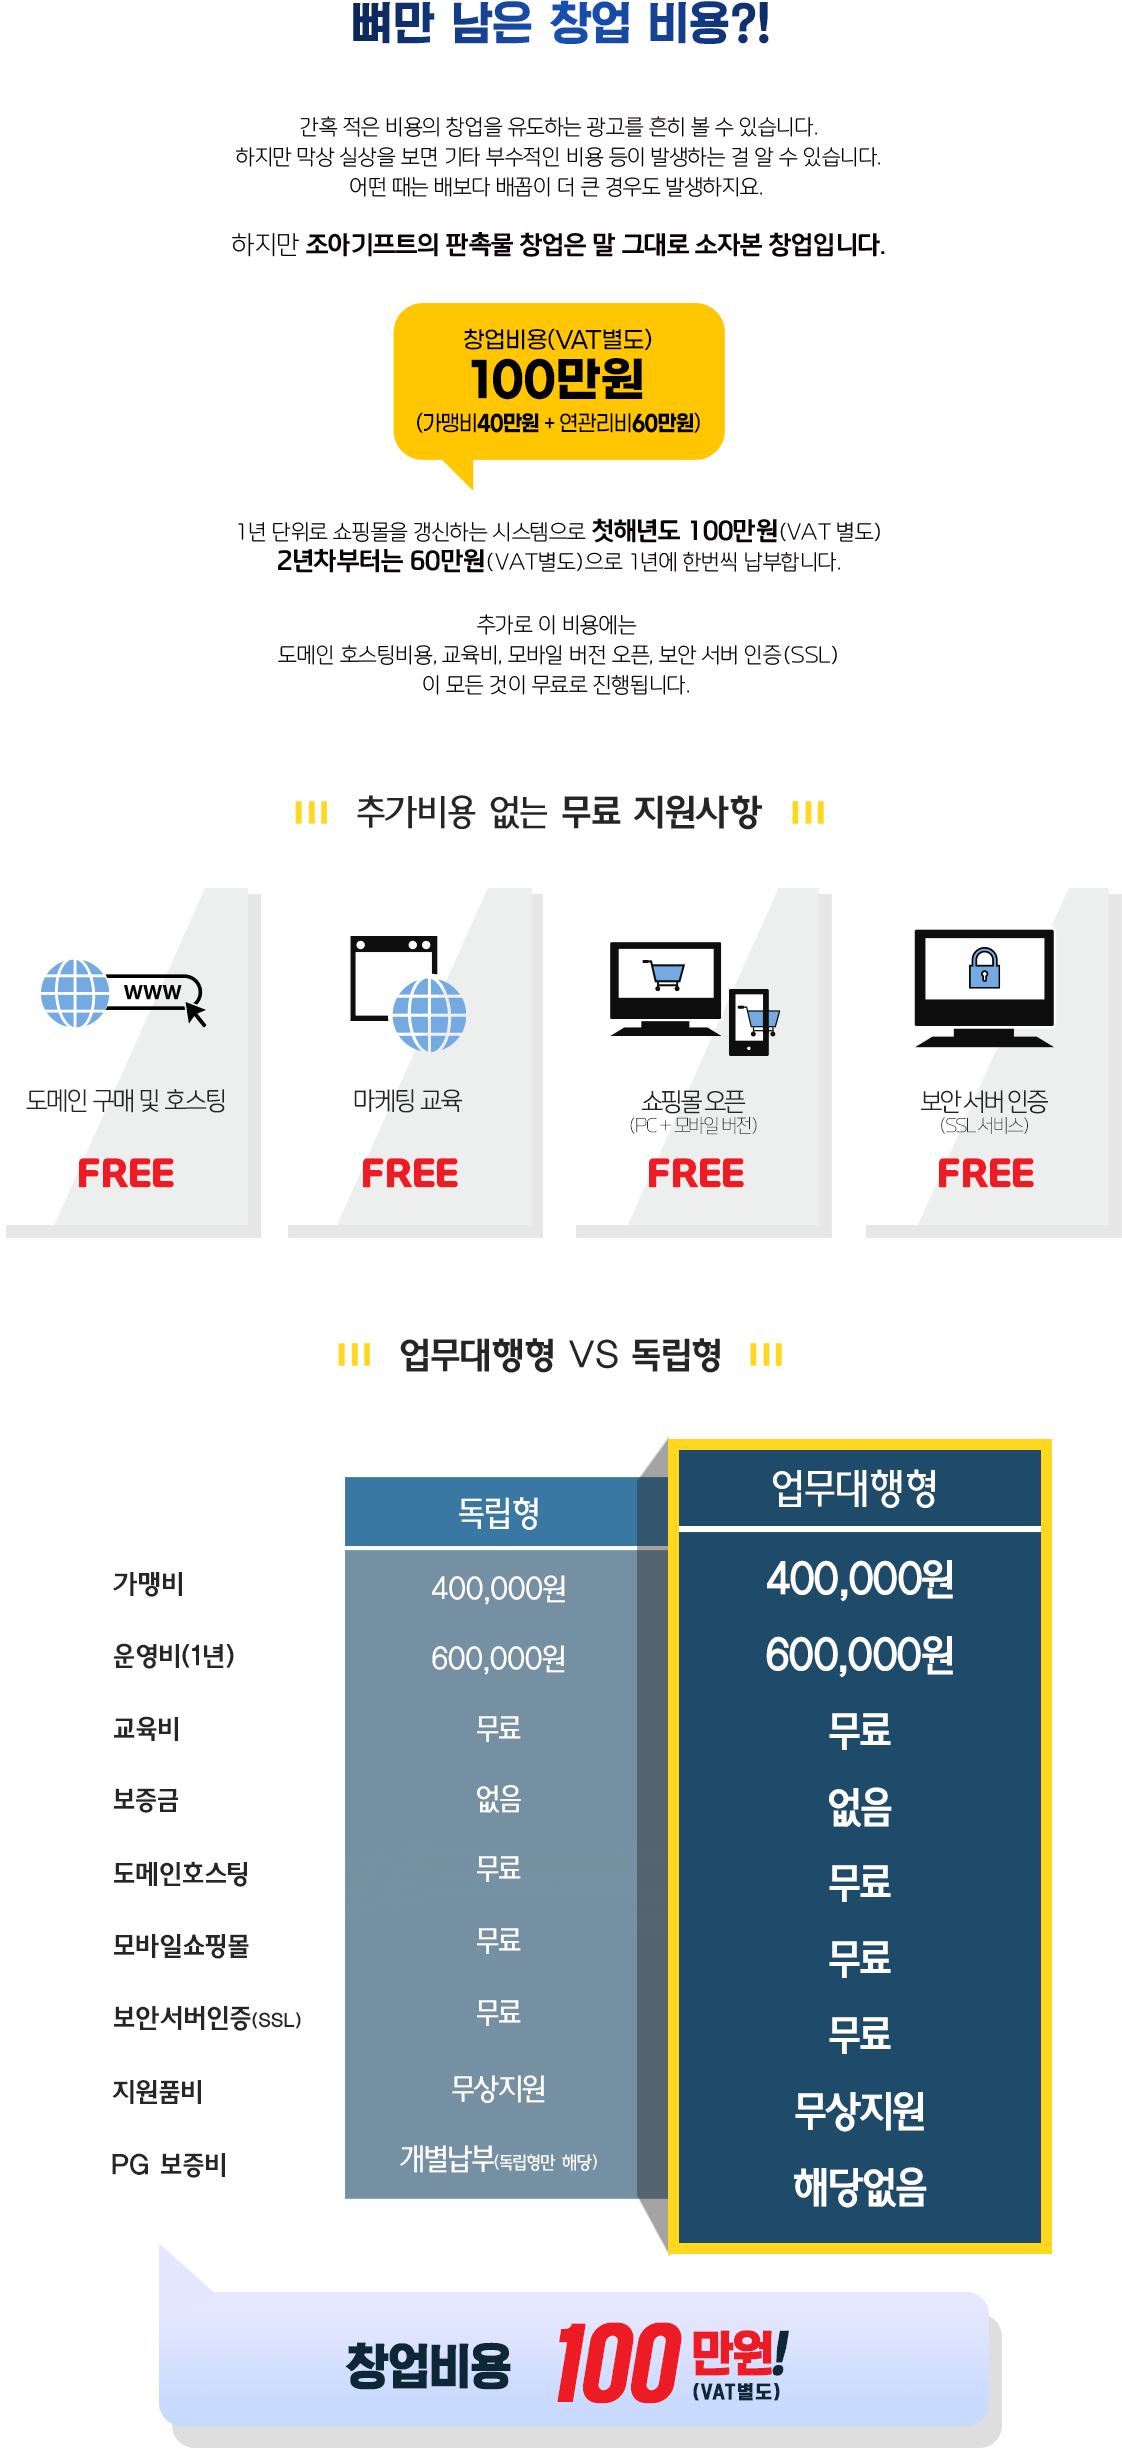 뼈만 남은 창업 비용?!
간혹 적은 비용의 창업을 유도하는 광고를 흔히 볼 수 있습니다.
하지만 막상 실상을 보면 기타 부수적인 비용 등이 발생하는 걸 알 수 있습니다.
어떤 때는 배보다 배꼽이 더 큰 경우도 발생하지요.
하지만 조아기프트의 판촉물 창업은 말 그대로 소자본 창업입니다.
창업비용(VAT별도)
100만원
(가맹비40만원 + 연관리비60만원)
1년 단위로 쇼핑몰을 갱신하는 시스템으로 첫해년도 100만원(VAT 별도)
2년차부터는 60만원(VAT별도)으로 1년에 한번씩 납부합니다.
추가로 이 비용에는
도메인 호스팅비용, 교육비, 모바일 버전 오픈, 보안 서버 인증(SSL)
이 모든 것이 무료로 진행됩니다.
추가비용 없는 무료 지원사항
www
도메인 구매 및 호스팅
FREE
마케팅 교육
FREE
쇼핑몰 오픈
(PC + 모바일 버전)
FREE
보안 서버 인증
(SSL 서비스)
FREE
업무대행형 VS 독립형
독립형 업무대행형
가맹비 400,000원 400,000원
운영비(1년) 600,000원 600,000원
교육비 무료 무료
보증금 없음 없음
도메인호스팅 무료 무료
모바일쇼핑몰 무료 무료
보안서버인증(SSL) 무료 무료
지원품비 무상지원 무상지원
PG 보증비 개별납부(독립형만 해당) 해당없음
창업비용 100만원!
(VAT별도)